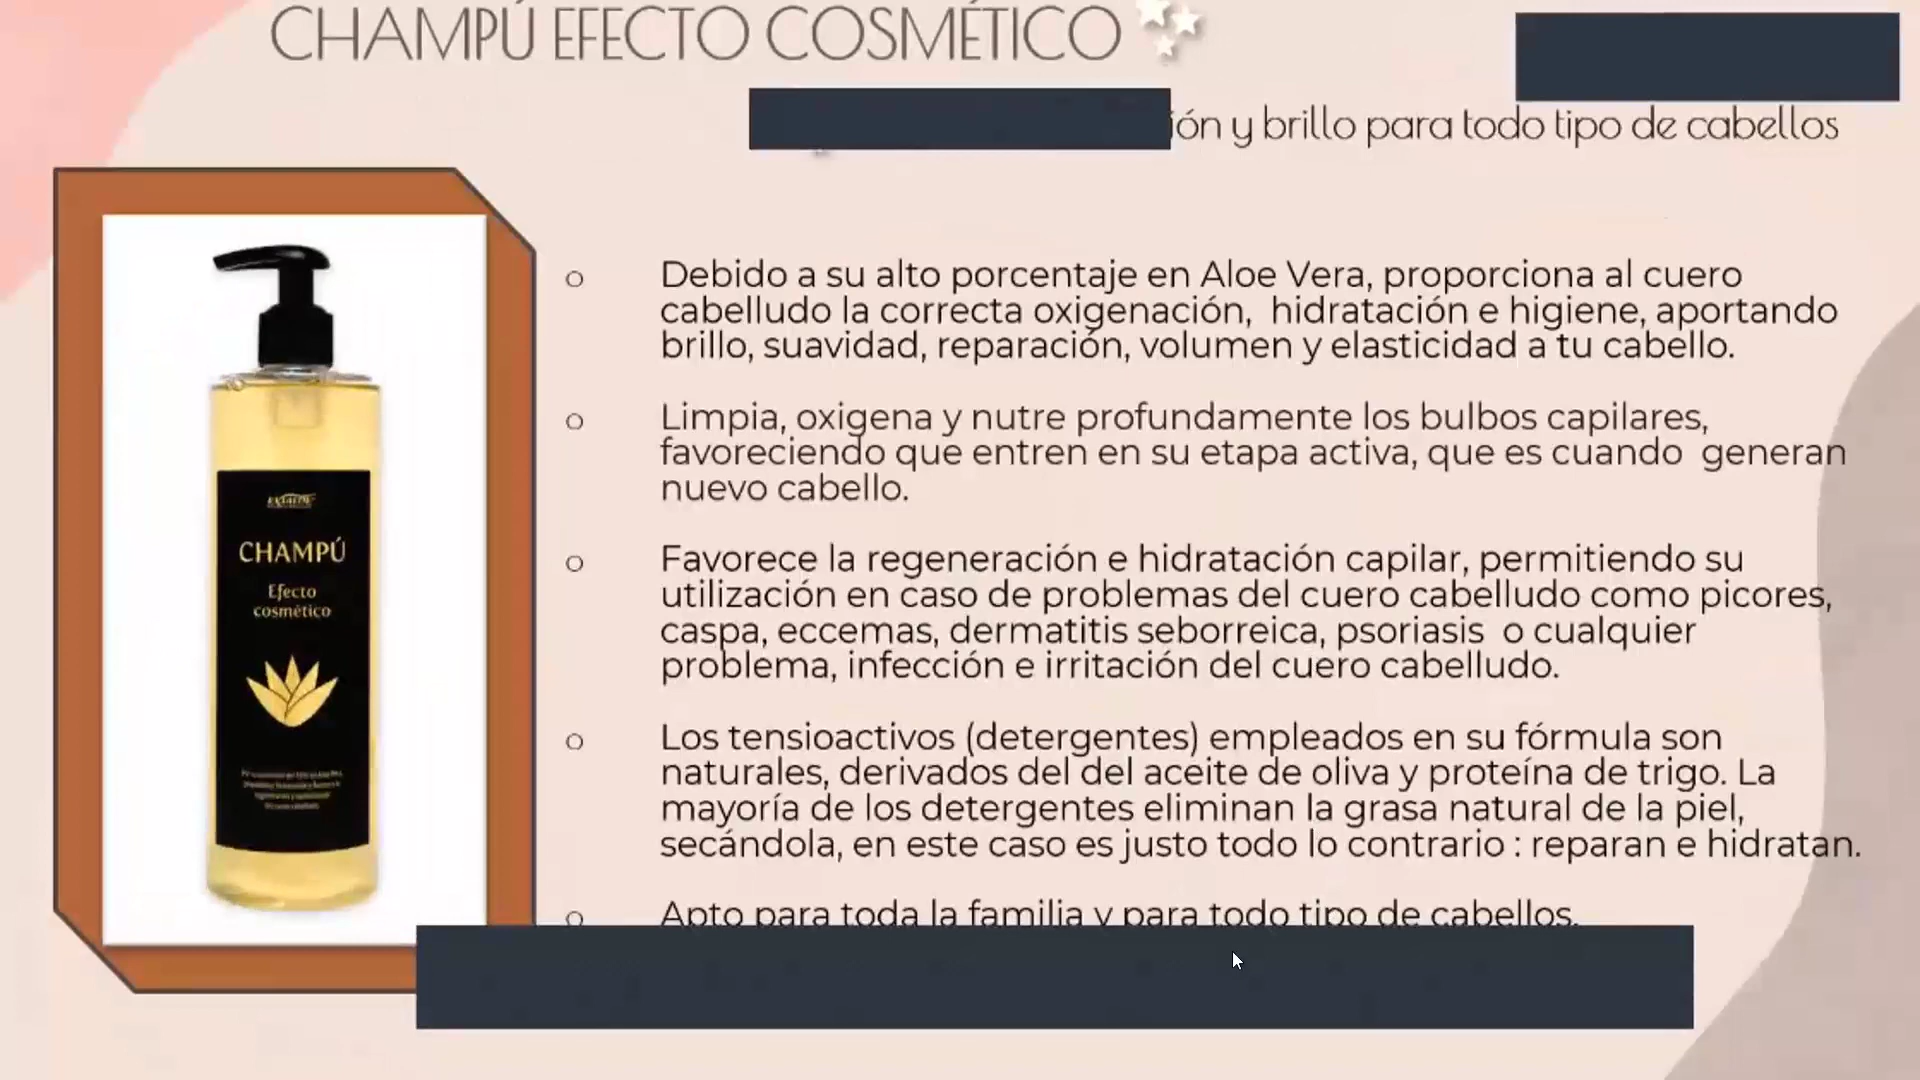 CHAMPÚ EFECTO COSMÉTICO
y brillo para todo tipo de cabellos
Debido a su alto porcentaje en Aloe Vera, proporciona al cuero
cabelludo la correcta oxigenación, hidratación e higiene, aportando
brillo, suavidad, reparación, volumen y elasticidad a tu cabello.
Limpia, oxigena y nutre profundamente los bulbos capilares,
favoreciendo que entren en su etapa activa, que es cuando generan
nuevo cabello.
Favorece la regeneración e hidratación capilar, permitiendo su
utilización en caso de problemas del cuero cabelludo como picores,
caspa, eccemas, dermatitis seborreica, psoriasis o cualquier
problema, infección e irritación del cuero cabelludo.
Los tensioactivos (detergentes) empleados en su fórmula son
naturales, derivados del del aceite de oliva y proteína de trigo. La
mayoría de los detergentes eliminan la grasa natural de la piel,
secándola, en este caso es justo todo lo contrario : reparan e hidratan.
Apto para toda la familia y para todo tipo de cabellos.
CHAMPÚ
Efecto
cosmético